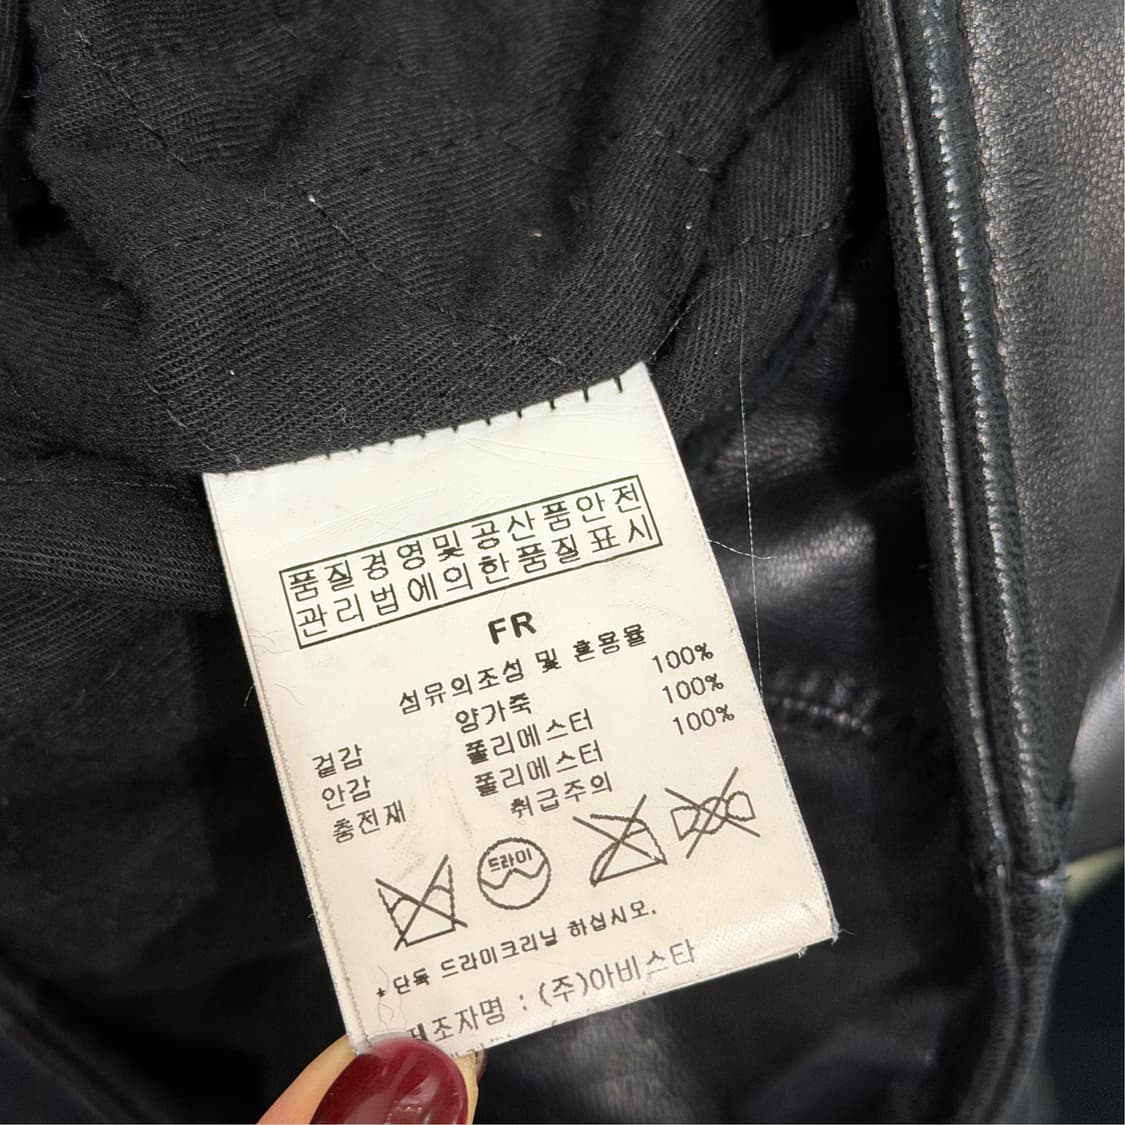 품질경영및공산품안전
관리법에의한품질표시
FR
섬유의조성 및 혼용율
겉감 양가죽 100%
안감 폴리에스터 100%
충전재 폴리에스터 100%
취급주의
드라이
* 단독 드라이크리닝 하십시모.
제조자명 : (주)아비스타